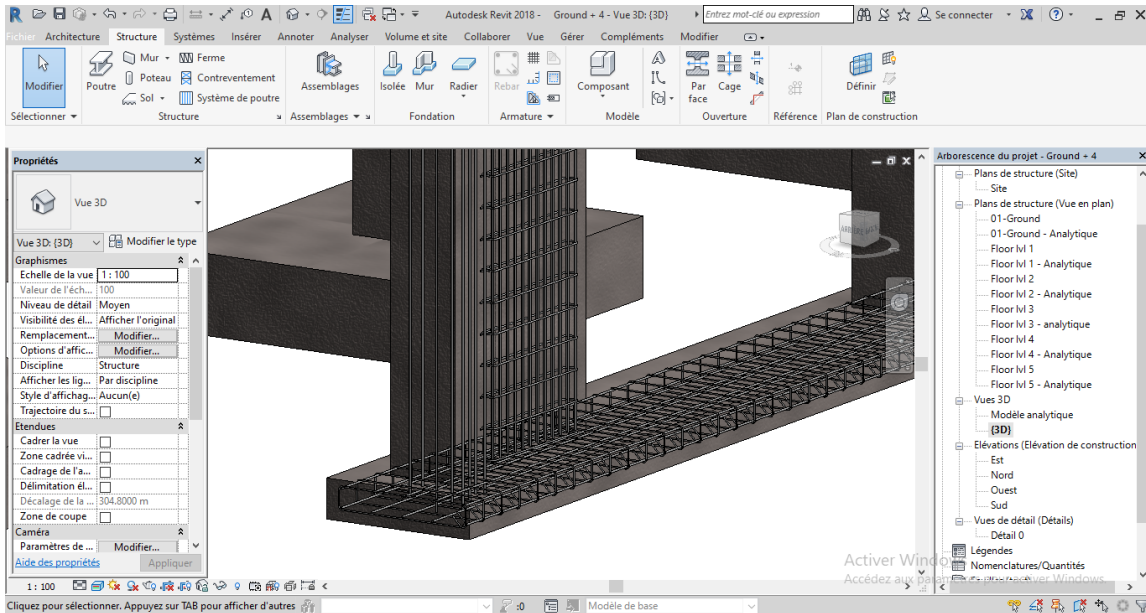 Autodesk Revit 2018 - Ground + 4 - Vue 3D: {3D} Entrez mot-clé ou expression Se connecter
Fichier Architecture Structure Systèmes Insérer Annoter Analyser Volume et site Collaborer Vue Gérer Compléments Modifier
Modifier
Poutre
Mur Ferme
Poteau Contreventement
Sol Système de poutre
Assemblages
Isolée Mur Radier
Rebar
Composant
Par face
Cage
Définir
Sélectionner Structure Assemblages Fondation Armature Modèle Ouverture Référence Plan de construction
Propriétés
Vue 3D
Vue 3D: {3D} Modifier le type
Graphismes
Echelle de la vue 1 : 100
Valeur de l'éch... 100
Niveau de détail Moyen
Visibilité des él... Afficher l'original
Remplacement... Modifier...
Options d'affic... Modifier...
Discipline Structure
Afficher les lig... Par discipline
Style d'affichag... Aucun(e)
Trajectoire du s...
Etendues
Cadrer la vue
Zone cadrée vi...
Cadrage de l'a...
Délimitation él...
Décalage de la ... 304.8000 m
Zone de coupe
Caméra
Paramètres de ... Modifier...
Aide des propriétés Appliquer
Arborescence du projet - Ground + 4
Plans de structure (Site)
Site
Plans de structure (Vue en plan)
01-Ground
01-Ground - Analytique
Floor lvl 1
Floor lvl 1 - Analytique
Floor lvl 2
Floor lvl 2 - Analytique
Floor lvl 3
Floor lvl 3 - analytique
Floor lvl 4
Floor lvl 4 - Analytique
Floor lvl 5
Floor lvl 5 - Analytique
Vues 3D
Modèle analytique
{3D}
Elévations (Elévation de construction
Est
Nord
Ouest
Sud
Vues de détail (Détails)
Détail 0
Légendes
Nomenclatures/Quantités
Activer Windows
Accédez aux paramètres pour activer Windows.
1 : 100
Cliquez pour sélectionner. Appuyez sur TAB pour afficher d'autres :0 Modèle de base